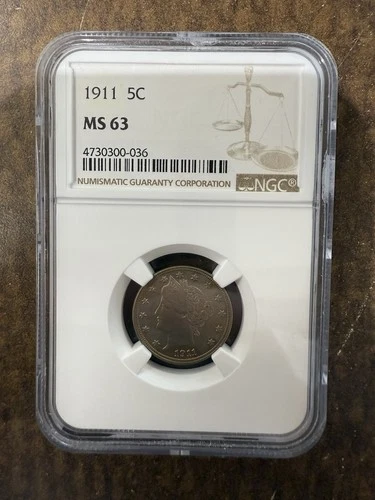 1911 5C
MS 63
4730300-036
NUMISMATIC GUARANTY CORPORATION
NGC®
1911